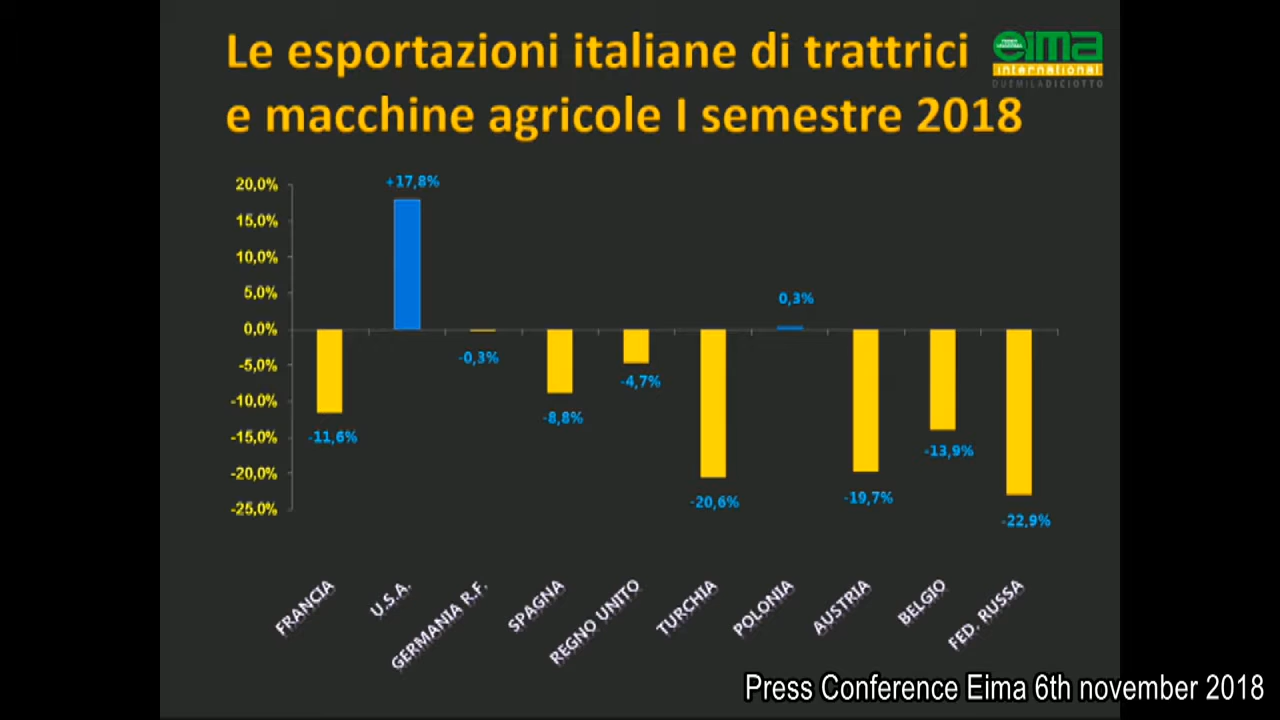 Le esportazioni italiane di trattrici
e macchine agricole I semestre 2018
eima
international
DUEMILADICIOTTO
20,0%
15,0%
10,0%
5,0%
0,0%
-5,0%
-10,0%
-15,0%
-20,0%
-25,0%
-11,6%
+17,8%
-0,3%
-8,8%
-4,7%
-20,6%
0,3%
-19,7%
-13,9%
-22,9%
FRANCIA
U.S.A.
GERMANIA R.F.
SPAGNA
REGNO UNITO
TURCHIA
POLONIA
AUSTRIA
BELGIO
FED. RUSSA
Press Conference Eima 6th november 2018